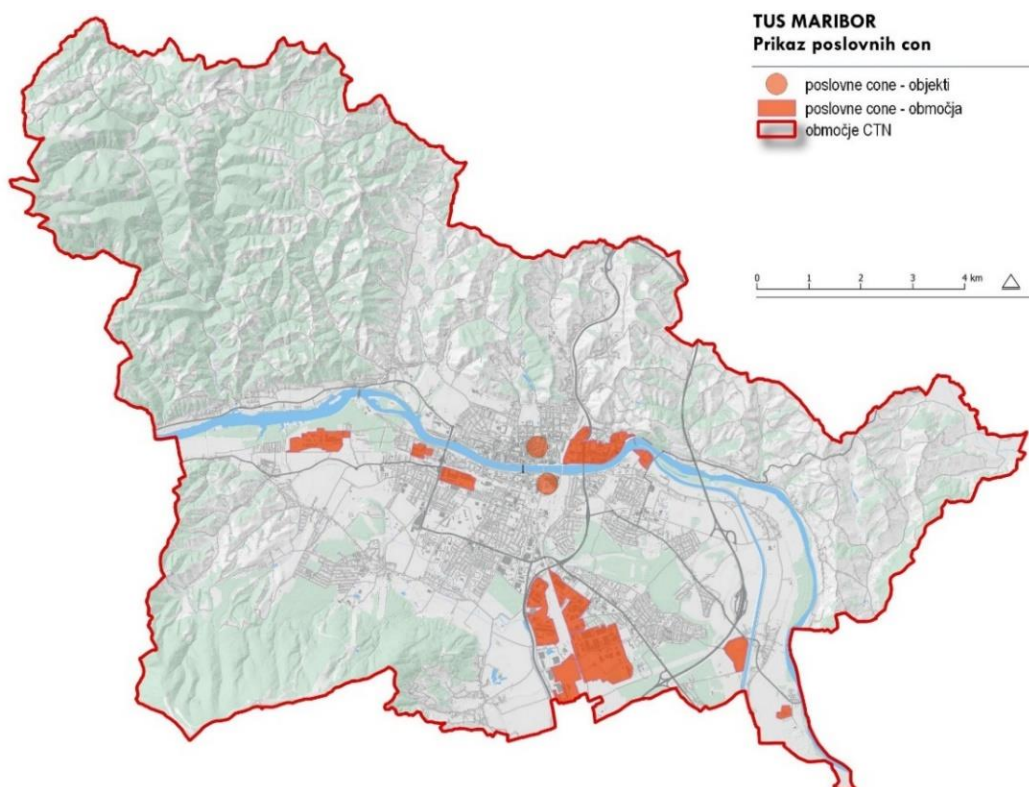 TUS MARIBOR
Prikaz poslovnih con
poslovne cone - objekti
poslovne cone - območja
območje CTN
0 1 2 3 4 km